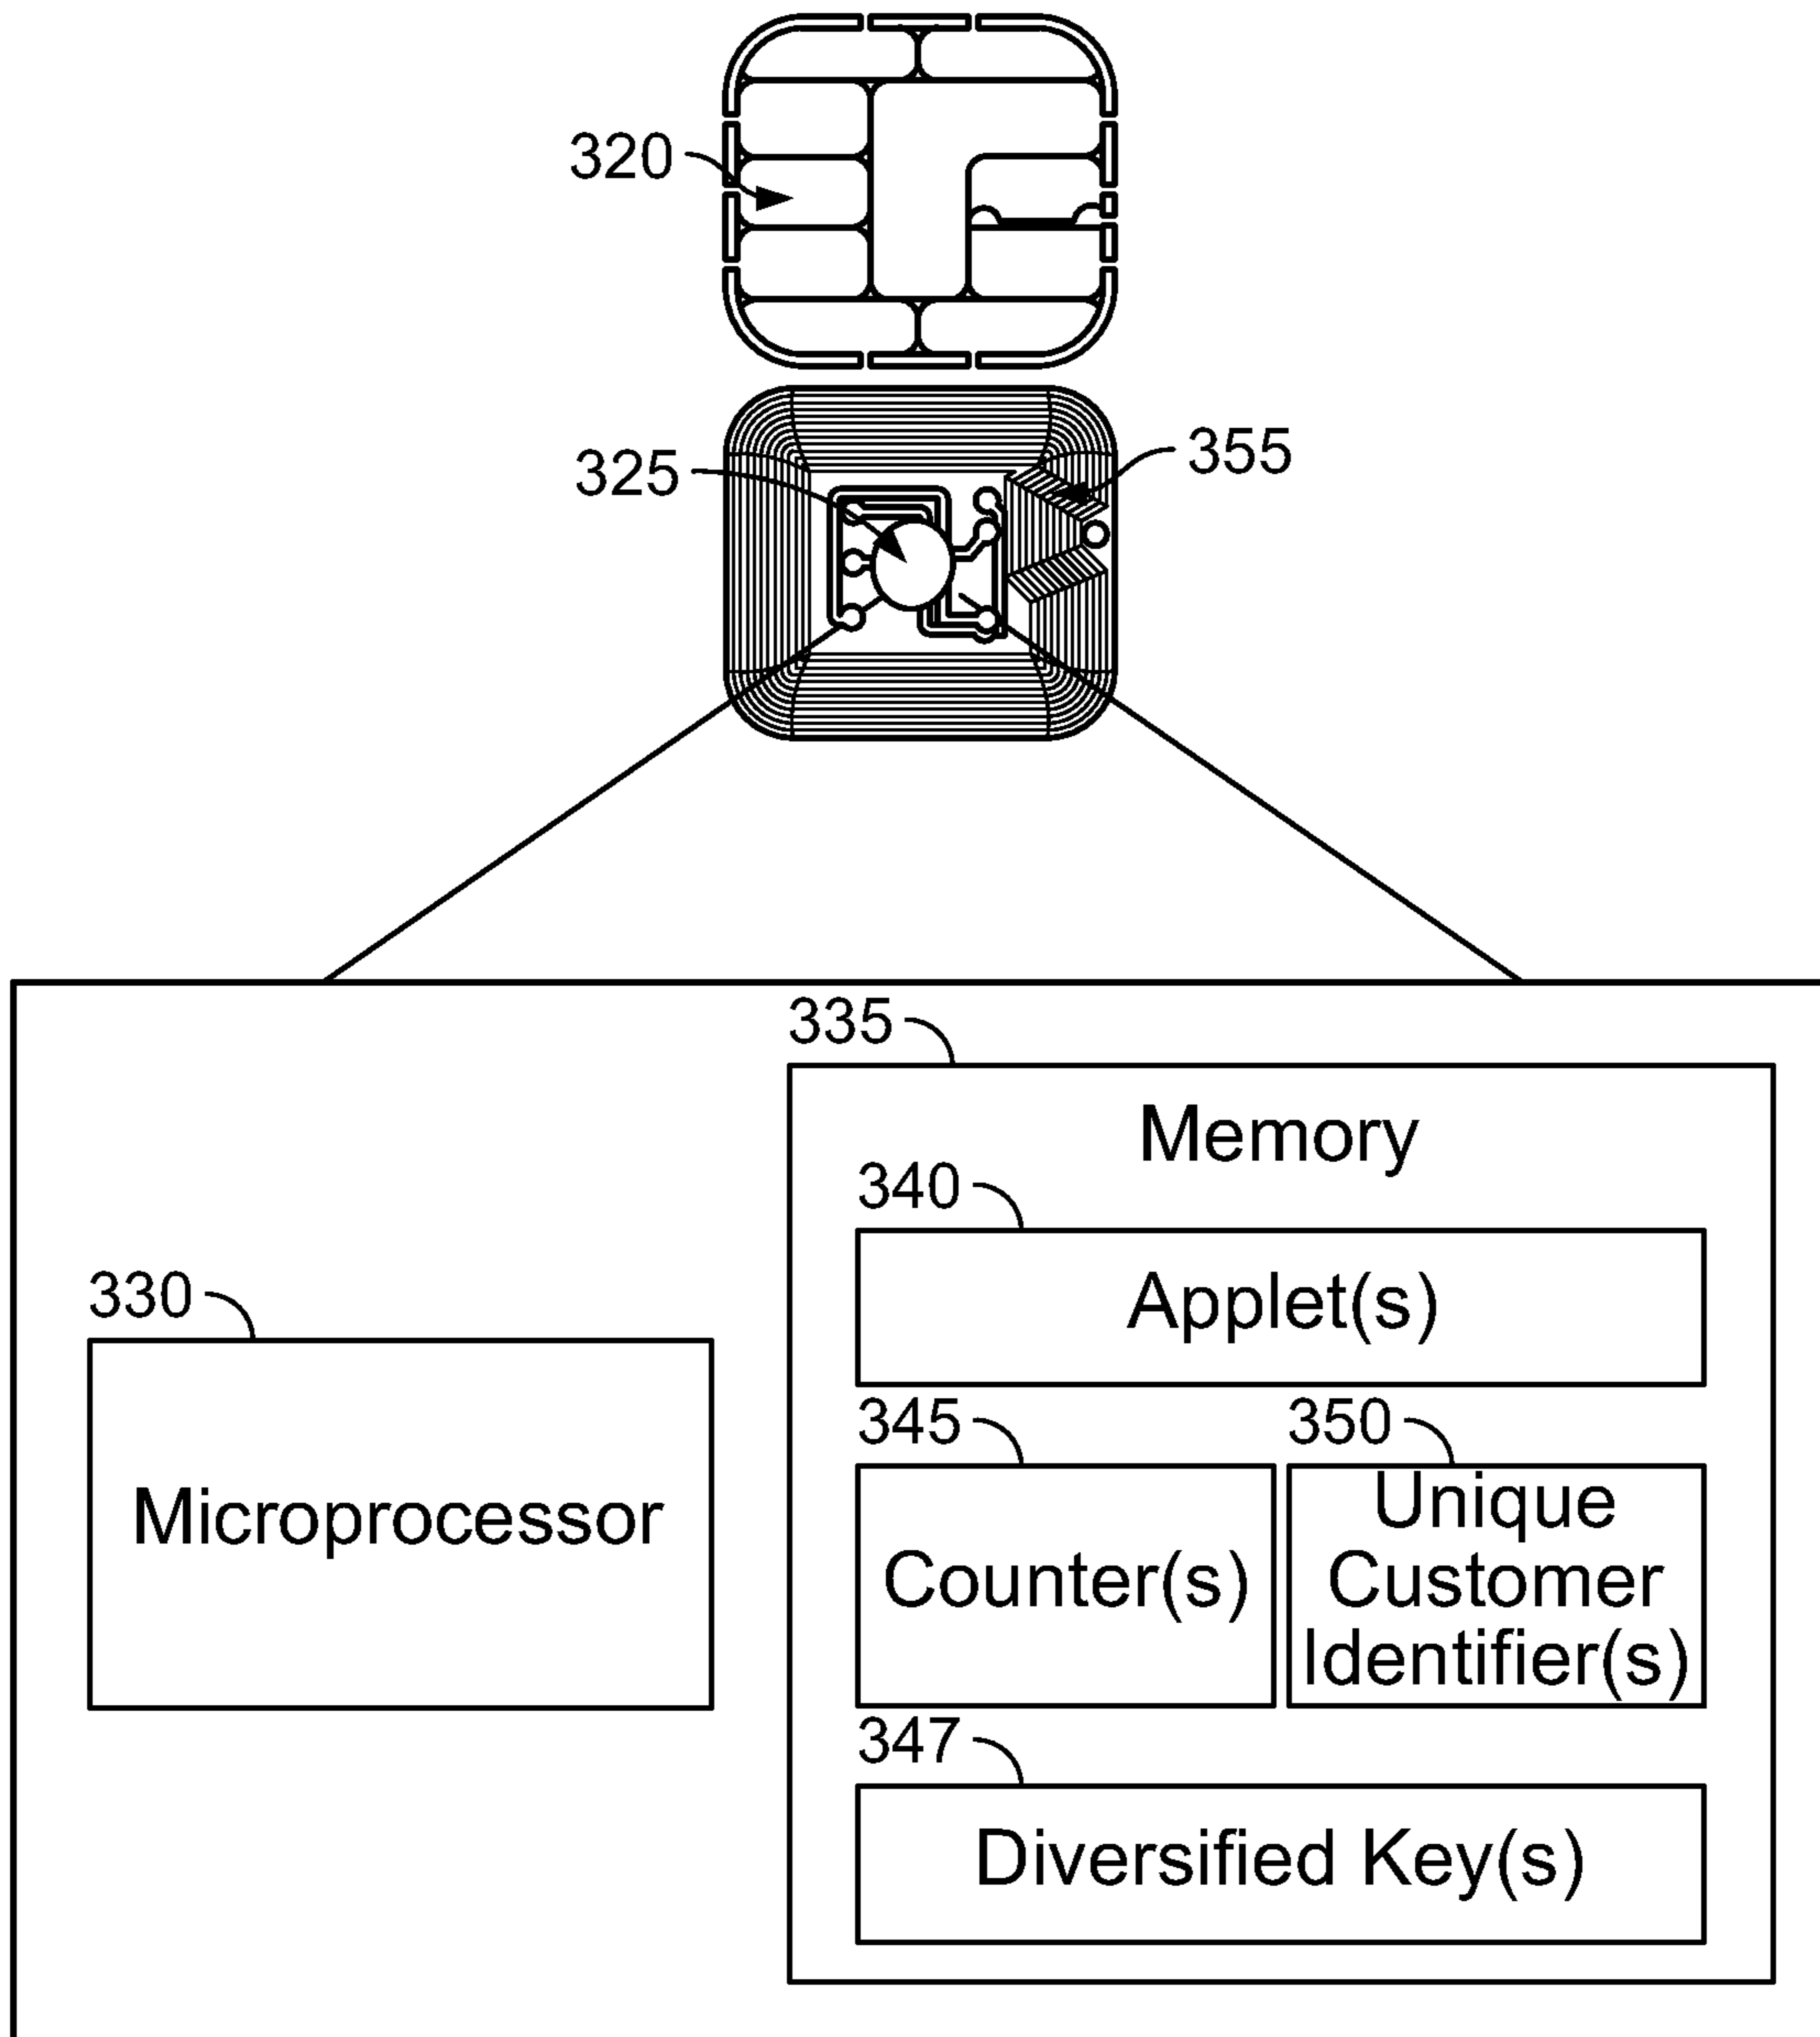 320
325
355
335
Memory
340
Applet(s)
330
Microprocessor
345
350
Counter(s)
Unique
Customer
Identifier(s)
347
Diversified Key(s)